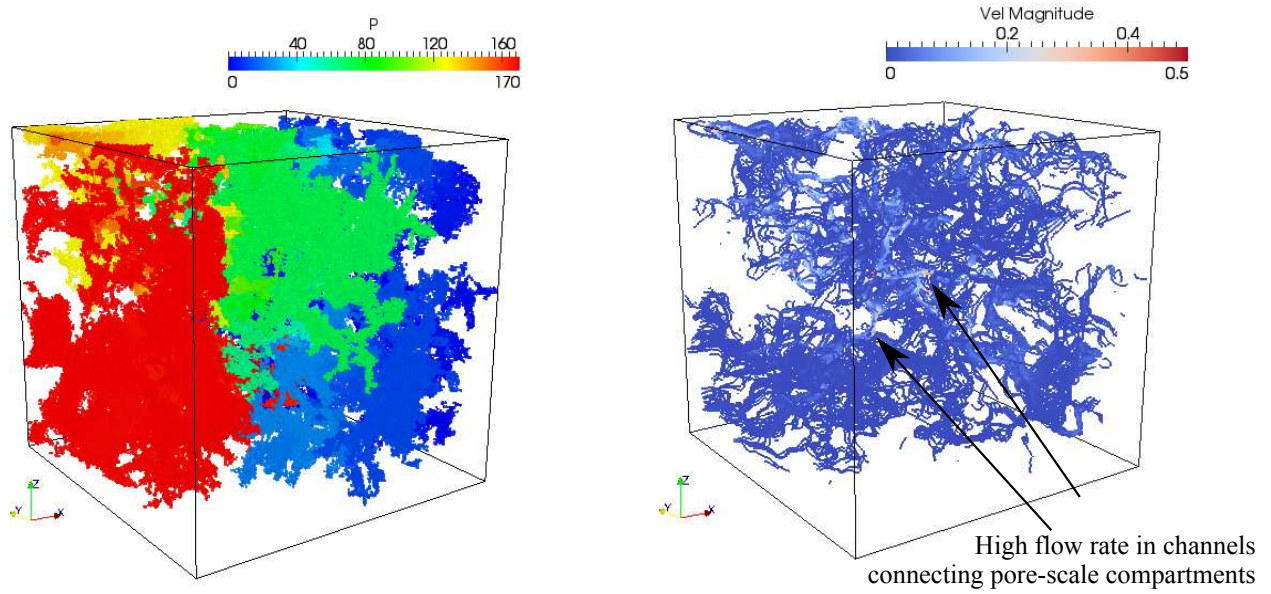 P
40 80 120 160
0 170
Vel Magnitude
0.2 0.4
0 0.5
Z
Y X
Z
Y X
High flow rate in channels
connecting pore-scale compartments